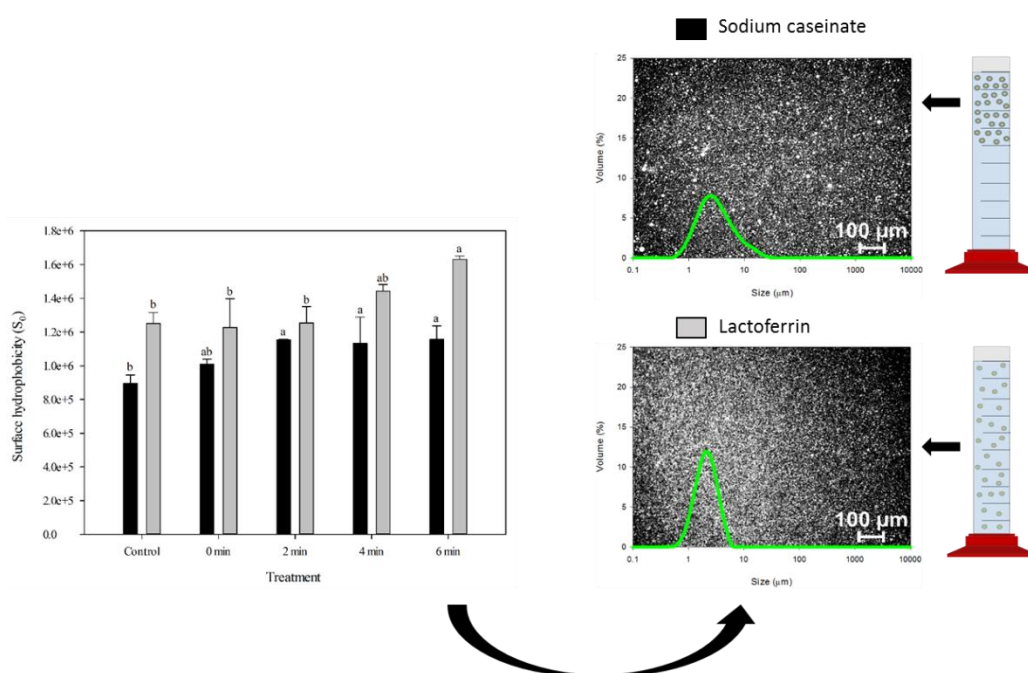 Sodium caseinate
25
20
15
10
5
0
Volume (%)
100 µm
0.1 1 10 100 1000 10000
Size (µm)
Lactoferrin
25
20
15
10
5
0
Volume (%)
100 µm
0.1 1 10 100 1000 10000
Size (µm)
1.8e+6
1.6e+6
1.4e+6
1.2e+6
1.0e+6
8.0e+5
6.0e+5
4.0e+5
2.0e+5
0.0
Surface hydrophobicity (S0)
b b ab b a b a ab a a
Control 0 min 2 min 4 min 6 min
Treatment